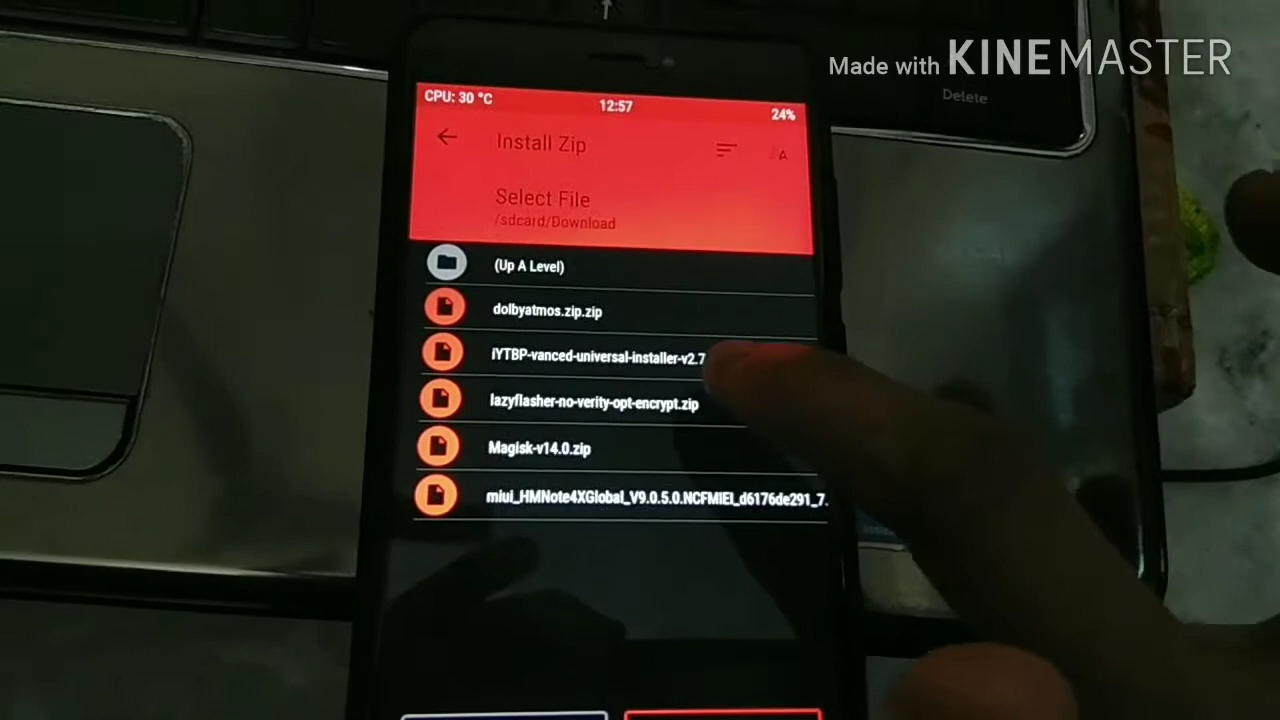 Made with KINEMASTER
Delete
CPU: 30 °C 12:57 24%
Install Zip
Select File
/sdcard/Download
(Up A Level)
dolbyatmos.zip.zip
iYTBP-vanced-universal-installer-v2.7
lazyflasher-no-verity-opt-encrypt.zip
Magisk-v14.0.zip
miui_HMNote4XGlobal_V9.0.5.0.NCFMIEI_d6176de291_7.